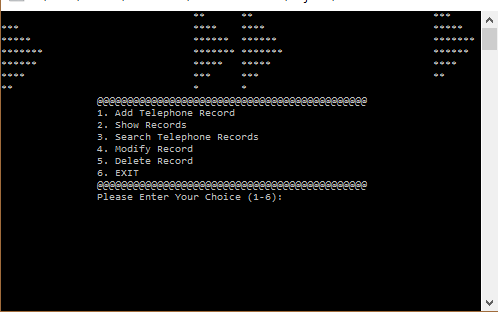 @@@@@@@@@@@@@@@@@@@@@@@@@@@@@@@@@@@@@@@@@@@@@
1. Add Telephone Record
2. Show Records
3. Search Telephone Records
4. Modify Record
5. Delete Record
6. EXIT
@@@@@@@@@@@@@@@@@@@@@@@@@@@@@@@@@@@@@@@@@@@@@
Please Enter Your Choice (1-6):